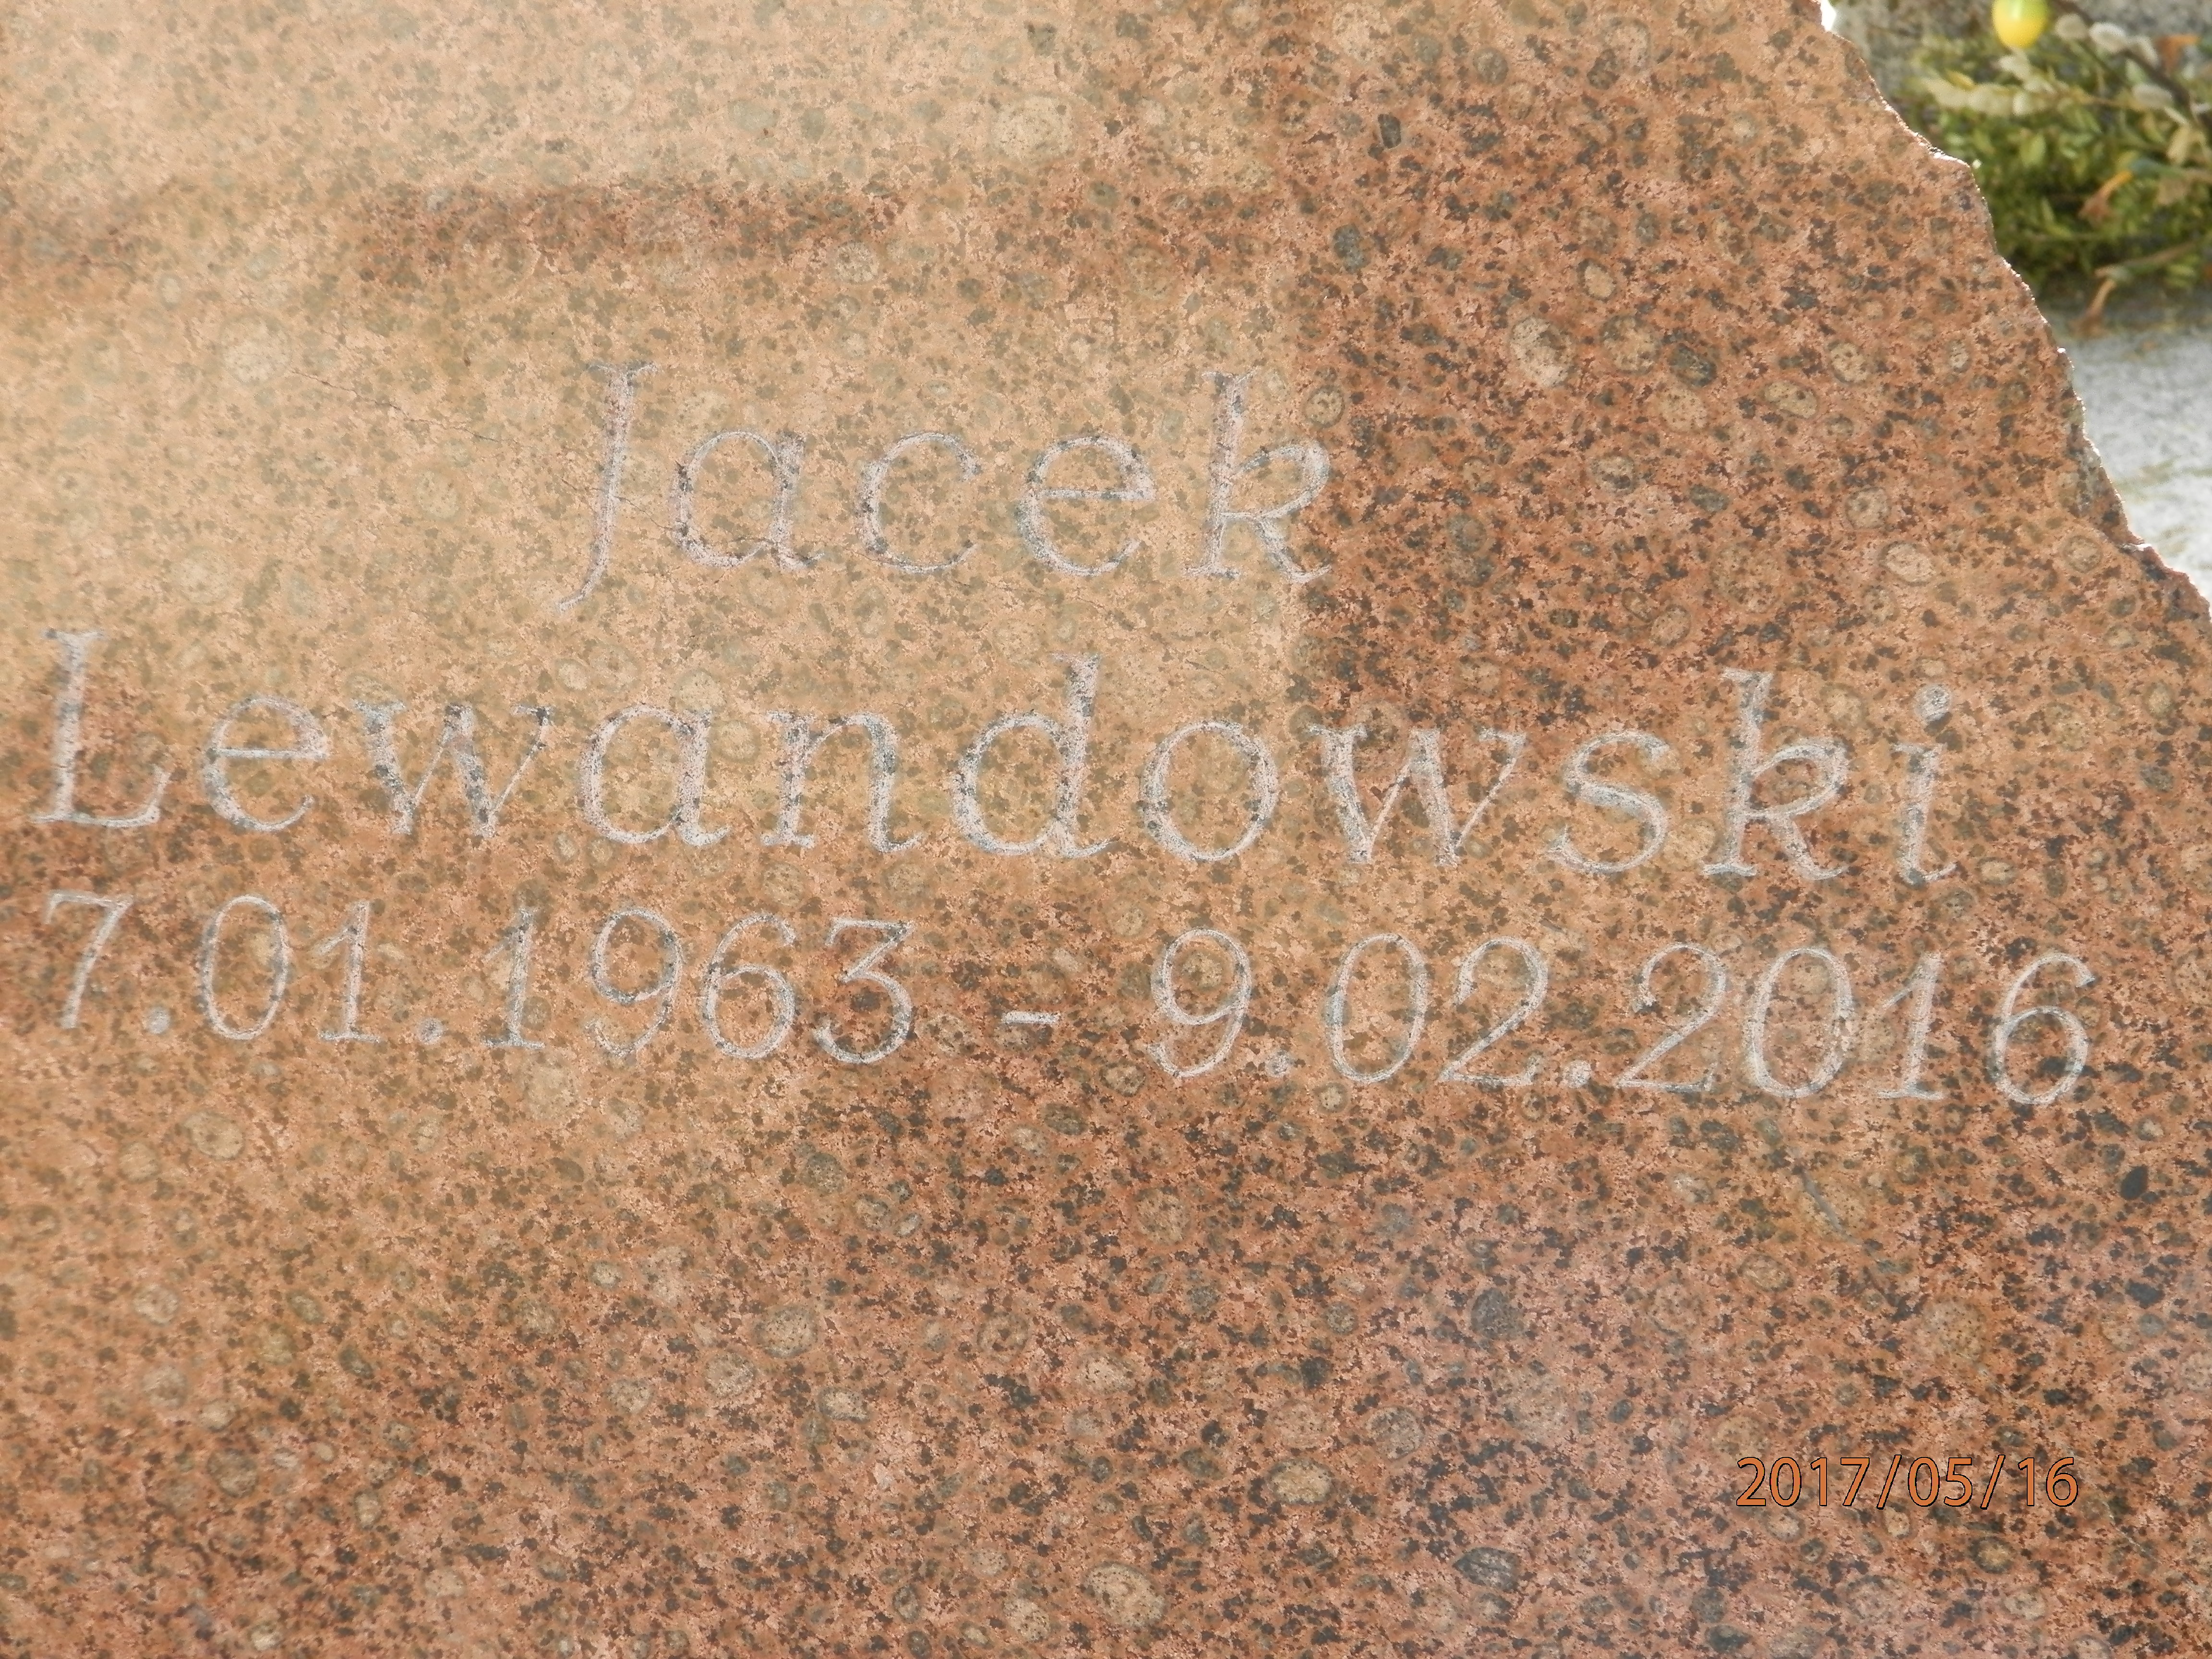 Jacek
Lewandowski
7.01.1963 - 9.02.2016
2017/05/16